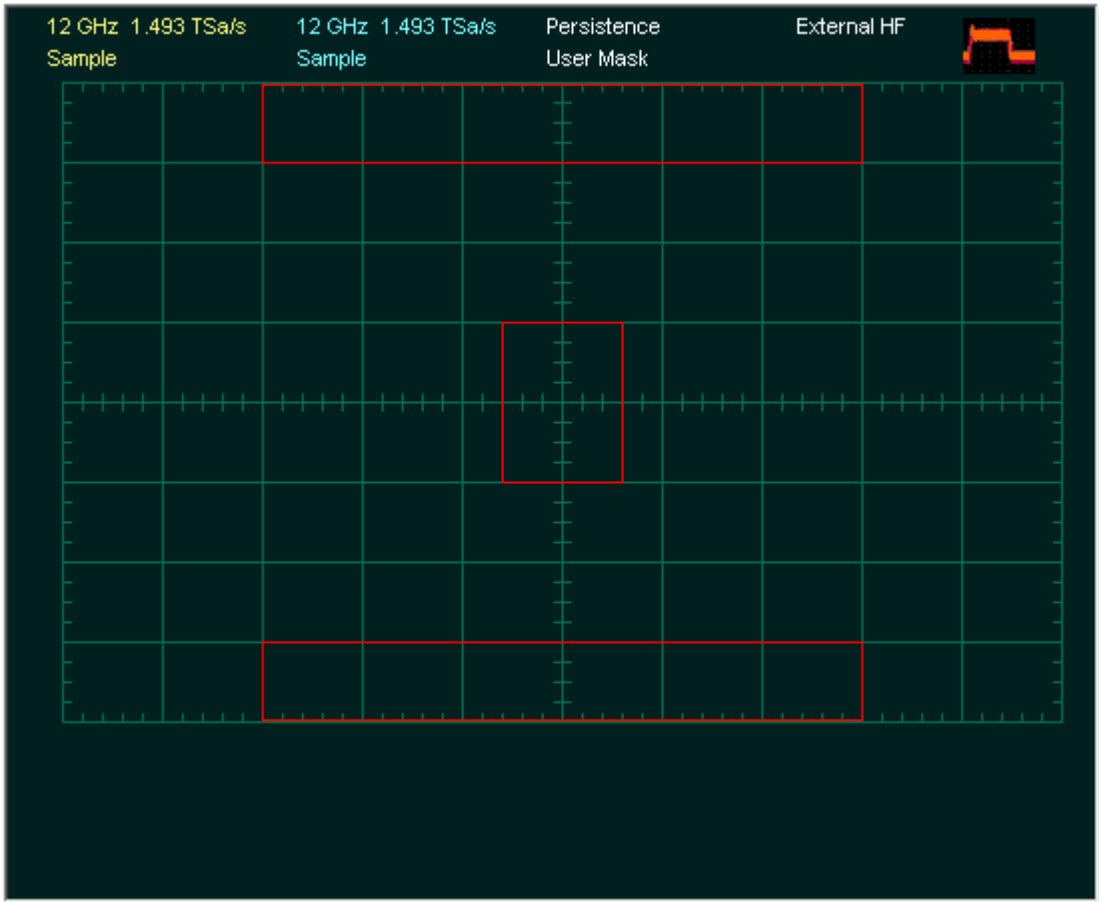 12 GHz 1.493 TSa/s 12 GHz 1.493 TSa/s Persistence External HF
Sample Sample User Mask